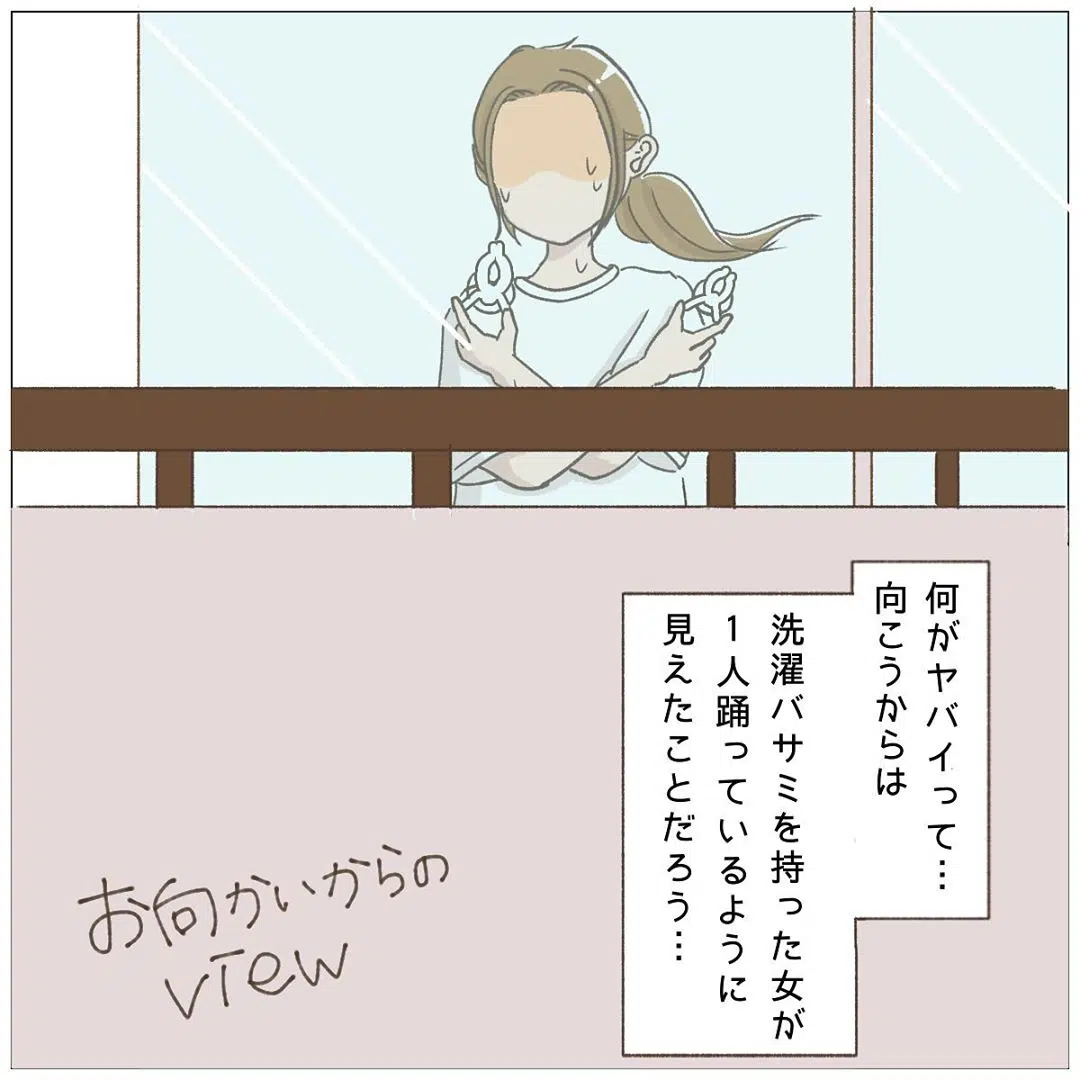 何がヤバイって…
向こうからは
洗濯バサミを持った女が
1人踊っているように
見えたことだろう…
お向かいからの
view